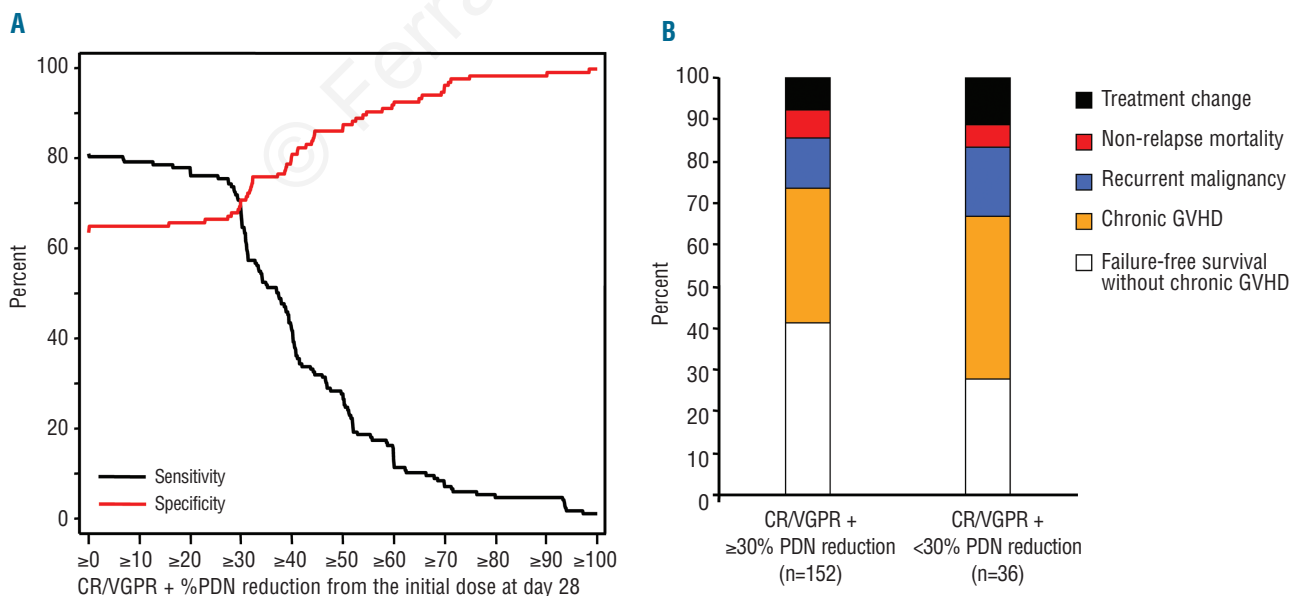 © Ferra
A
100
80
60
40
20
0
Percent
Sensitivity
Specificity
≥0 ≥10 ≥20 ≥30 ≥40 ≥50 ≥60 ≥70 ≥80 ≥90 ≥100
CR/VGPR + %PDN reduction from the initial dose at day 28
B
100
90
80
70
60
50
40
30
20
10
0
Percent
CR/VGPR +
≥30% PDN reduction
(n=152)
CR/VGPR +
<30% PDN reduction
(n=36)
Treatment change
Non-relapse mortality
Recurrent malignancy
Chronic GVHD
Failure-free survival
without chronic GVHD